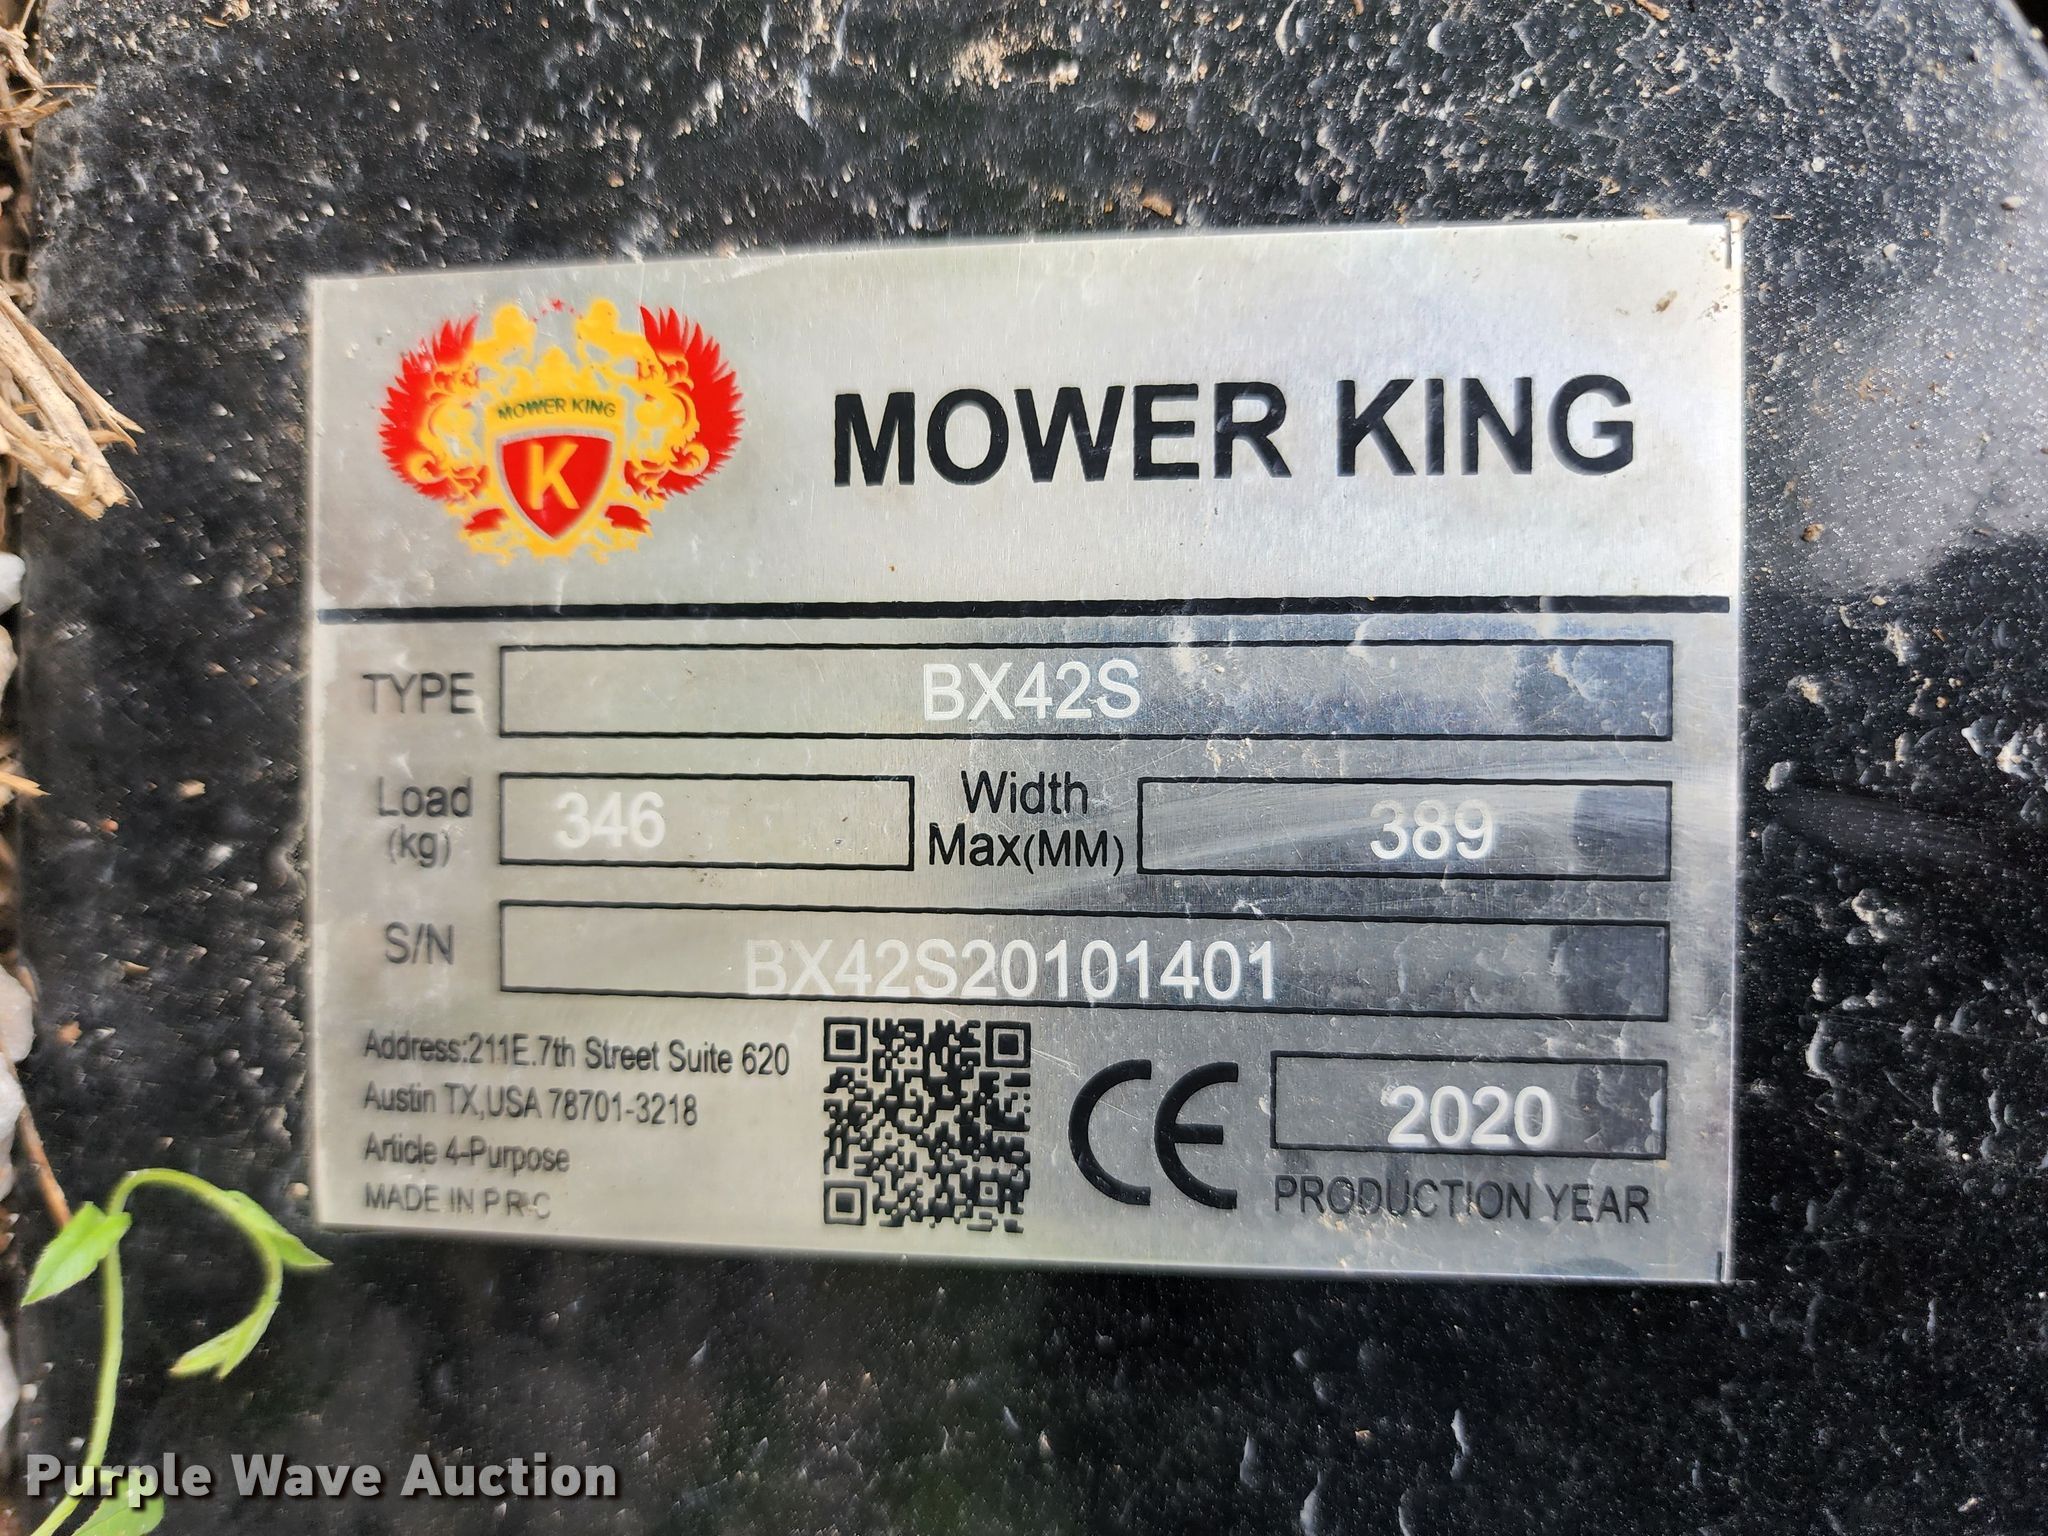 MOWER KING
K
MOWER KING
TYPE BX42S
Load (kg) 346 Width Max(MM) 389
S/N BX42S20101401
Address:211E.7th Street Suite 620
Austin TX,USA 78701-3218
Article 4-Purpose
MADE IN P·R·C
CE
2020
PRODUCTION YEAR
Purple Wave Auction